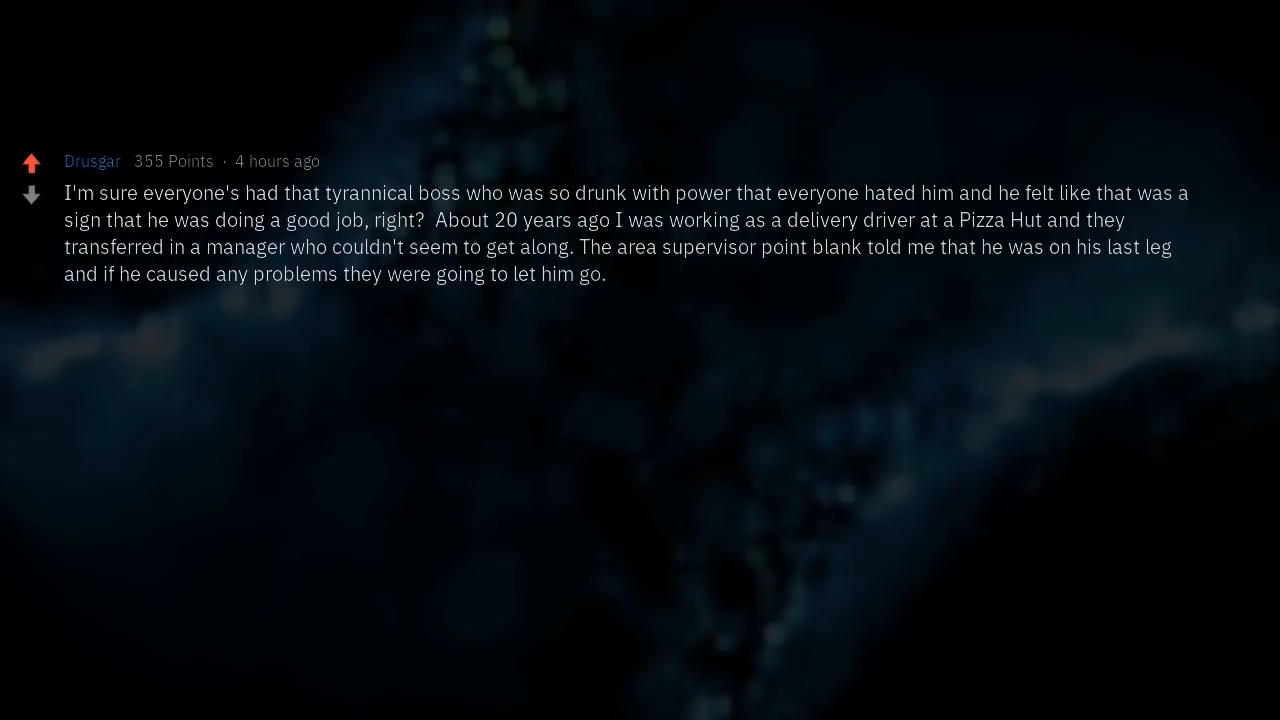 Drusgar 355 Points · 4 hours ago
I'm sure everyone's had that tyrannical boss who was so drunk with power that everyone hated him and he felt like that was a
sign that he was doing a good job, right?  About 20 years ago I was working as a delivery driver at a Pizza Hut and they
transferred in a manager who couldn't seem to get along. The area supervisor point blank told me that he was on his last leg
and if he caused any problems they were going to let him go.